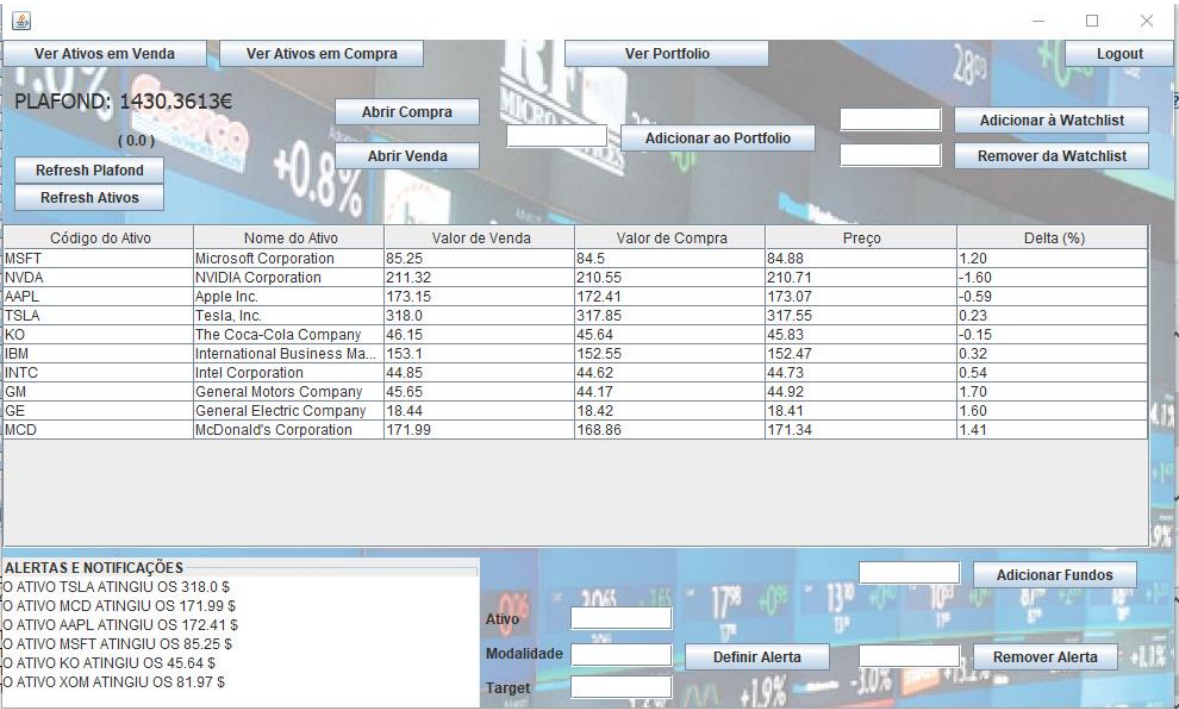 Ver Ativos em Venda Ver Ativos em Compra Ver Portfolio Logout
PLAFOND: 1430,3613€
( 0.0 )
Refresh Plafond
Refresh Ativos
Abrir Compra
Abrir Venda
Adicionar ao Portfolio
Adicionar à Watchlist
Remover da Watchlist
+0.8%
Código do Ativo Nome do Ativo Valor de Venda Valor de Compra Preço Delta (%)
MSFT Microsoft Corporation 85.25 84.5 84.88 1.20
NVDA NVIDIA Corporation 211.32 210.55 210.71 -1.60
AAPL Apple Inc. 173.15 172.41 173.07 -0.59
TSLA Tesla, Inc. 318.0 317.85 317.55 0.23
KO The Coca-Cola Company 46.15 45.64 45.83 -0.15
IBM International Business Ma... 153.1 152.55 152.47 0.32
INTC Intel Corporation 44.85 44.62 44.73 0.54
GM General Motors Company 45.65 44.17 44.92 1.70
GE General Electric Company 18.44 18.42 18.41 1.60
MCD McDonald's Corporation 171.99 168.86 171.34 1.41
ALERTAS E NOTIFICAÇÕES
O ATIVO TSLA ATINGIU OS 318.0 $
O ATIVO MCD ATINGIU OS 171.99 $
O ATIVO AAPL ATINGIU OS 172.41 $
O ATIVO MSFT ATINGIU OS 85.25 $
O ATIVO KO ATINGIU OS 45.64 $
O ATIVO XOM ATINGIU OS 81.97 $
Adicionar Fundos
Ativo
Modalidade Definir Alerta Remover Alerta
Target
+1.9% -3.0%